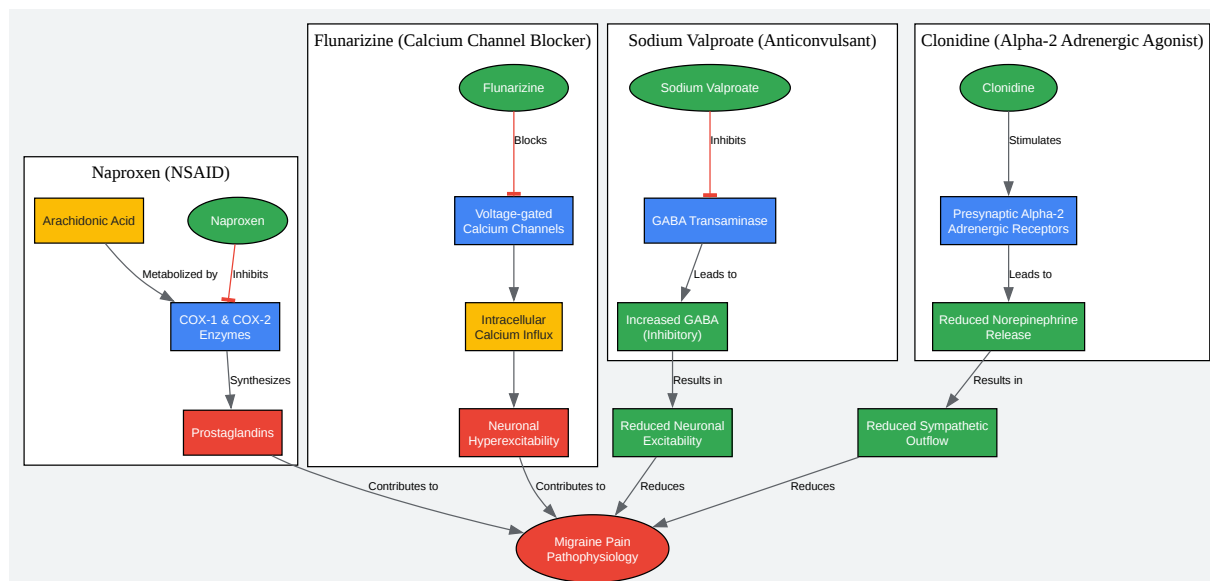 Flunarizine (Calcium Channel Blocker)
Sodium Valproate (Anticonvulsant)
Clonidine (Alpha-2 Adrenergic Agonist)
Flunarizine
Sodium Valproate
Clonidine
Blocks
Inhibits
Stimulates
Naproxen (NSAID)
Arachidonic Acid
Naproxen
Voltage-gated
Calcium Channels
GABA Transaminase
Presynaptic Alpha-2
Adrenergic Receptors
Metabolized by
Inhibits
Leads to
Leads to
COX-1 & COX-2
Enzymes
Intracellular
Calcium Influx
Increased GABA
(Inhibitory)
Reduced Norepinephrine
Release
Synthesizes
Results in
Results in
Prostaglandins
Neuronal
Hyperexcitability
Reduced Neuronal
Excitability
Reduced Sympathetic
Outflow
Contributes to
Contributes to
Reduces
Reduces
Migraine Pain
Pathophysiology